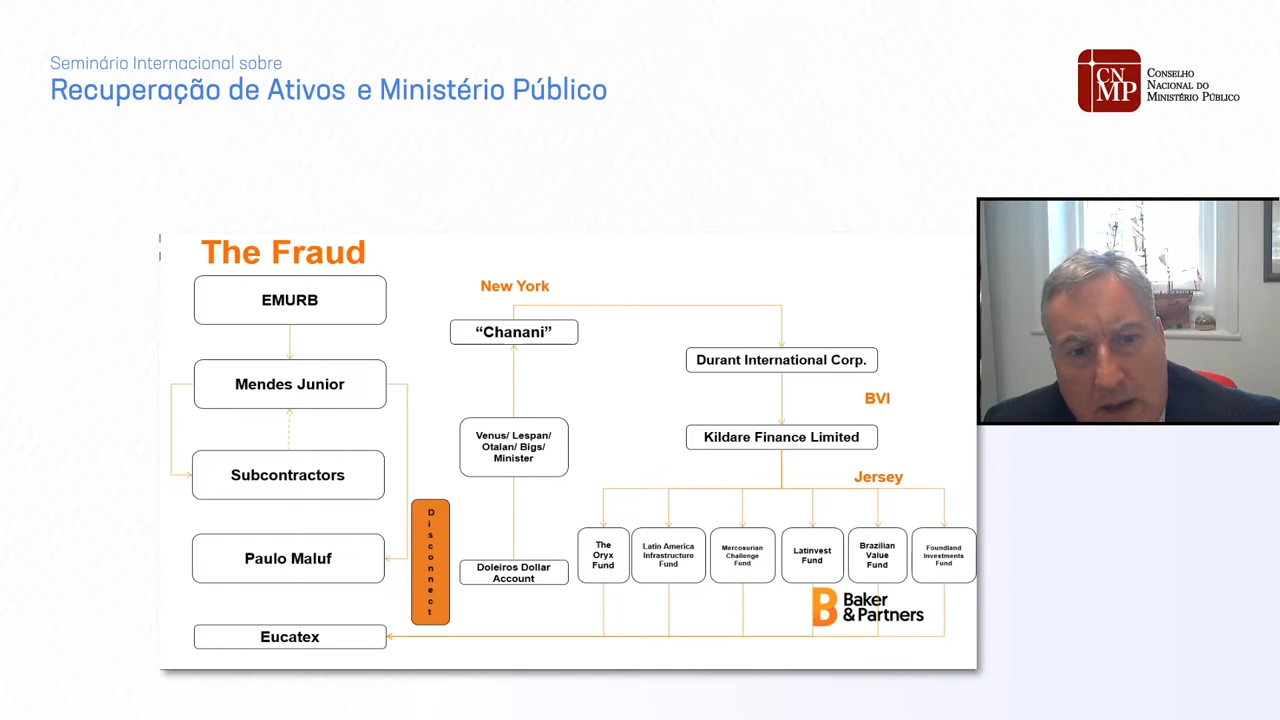 Seminário Internacional sobre
Recuperação de Ativos e Ministério Público
CN
MP
CONSELHO
NACIONAL DO
MINISTÉRIO PÚBLICO
The Fraud
EMURB
Mendes Junior
Subcontractors
Paulo Maluf
Eucatex
Disconnect
New York
“Chanani”
Venus/ Lespan/
Otalan/ Bigs/
Minister
Doleiros Dollar
Account
Durant International Corp.
BVI
Kildare Finance Limited
Jersey
The
Oryx
Fund
Latin America
Infrastructure
Fund
Mercosurian
Challenge
Fund
Latinvest
Fund
Brazilian
Value
Fund
Foundland
Investments
Fund
B Baker
& Partners